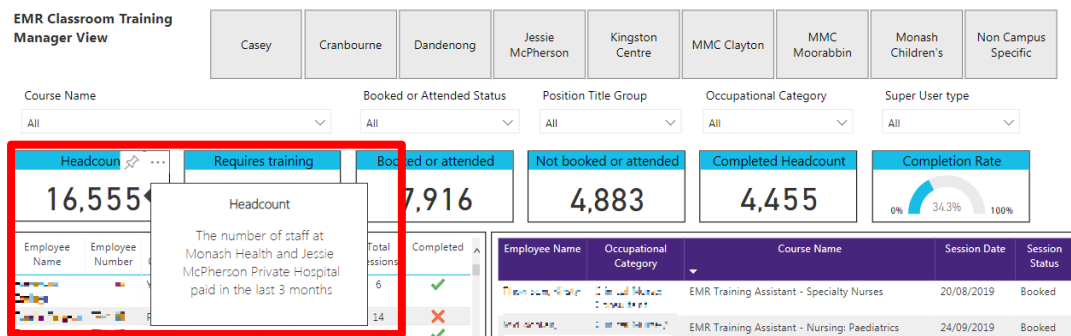 EMR Classroom Training
Manager View
Casey
Cranbourne
Dandenong
Jessie
McPherson
Kingston
Centre
MMC Clayton
MMC
Moorabbin
Monash
Children's
Non Campus
Specific
Course Name
Booked or Attended Status
Position Title Group
Occupational Category
Super User type
All
All
All
All
All
Headcoun
Requires training
Booked or attended
Not booked or attended
Completed Headcount
Completion Rate
16,555
7,916
4,883
4,455
0%
34.3%
100%
Headcount
The number of staff at
Monash Health and Jessie
McPherson Private Hospital
paid in the last 3 months
Employee
Name
Employee
Number
Total
essions
Completed
6
14
Employee Name
Occupational
Category
Course Name
Session Date
Session
Status
EMR Training Assistant - Specialty Nurses
20/08/2019
Booked
EMR Training Assistant - Nursing: Paediatrics
24/09/2019
Booked